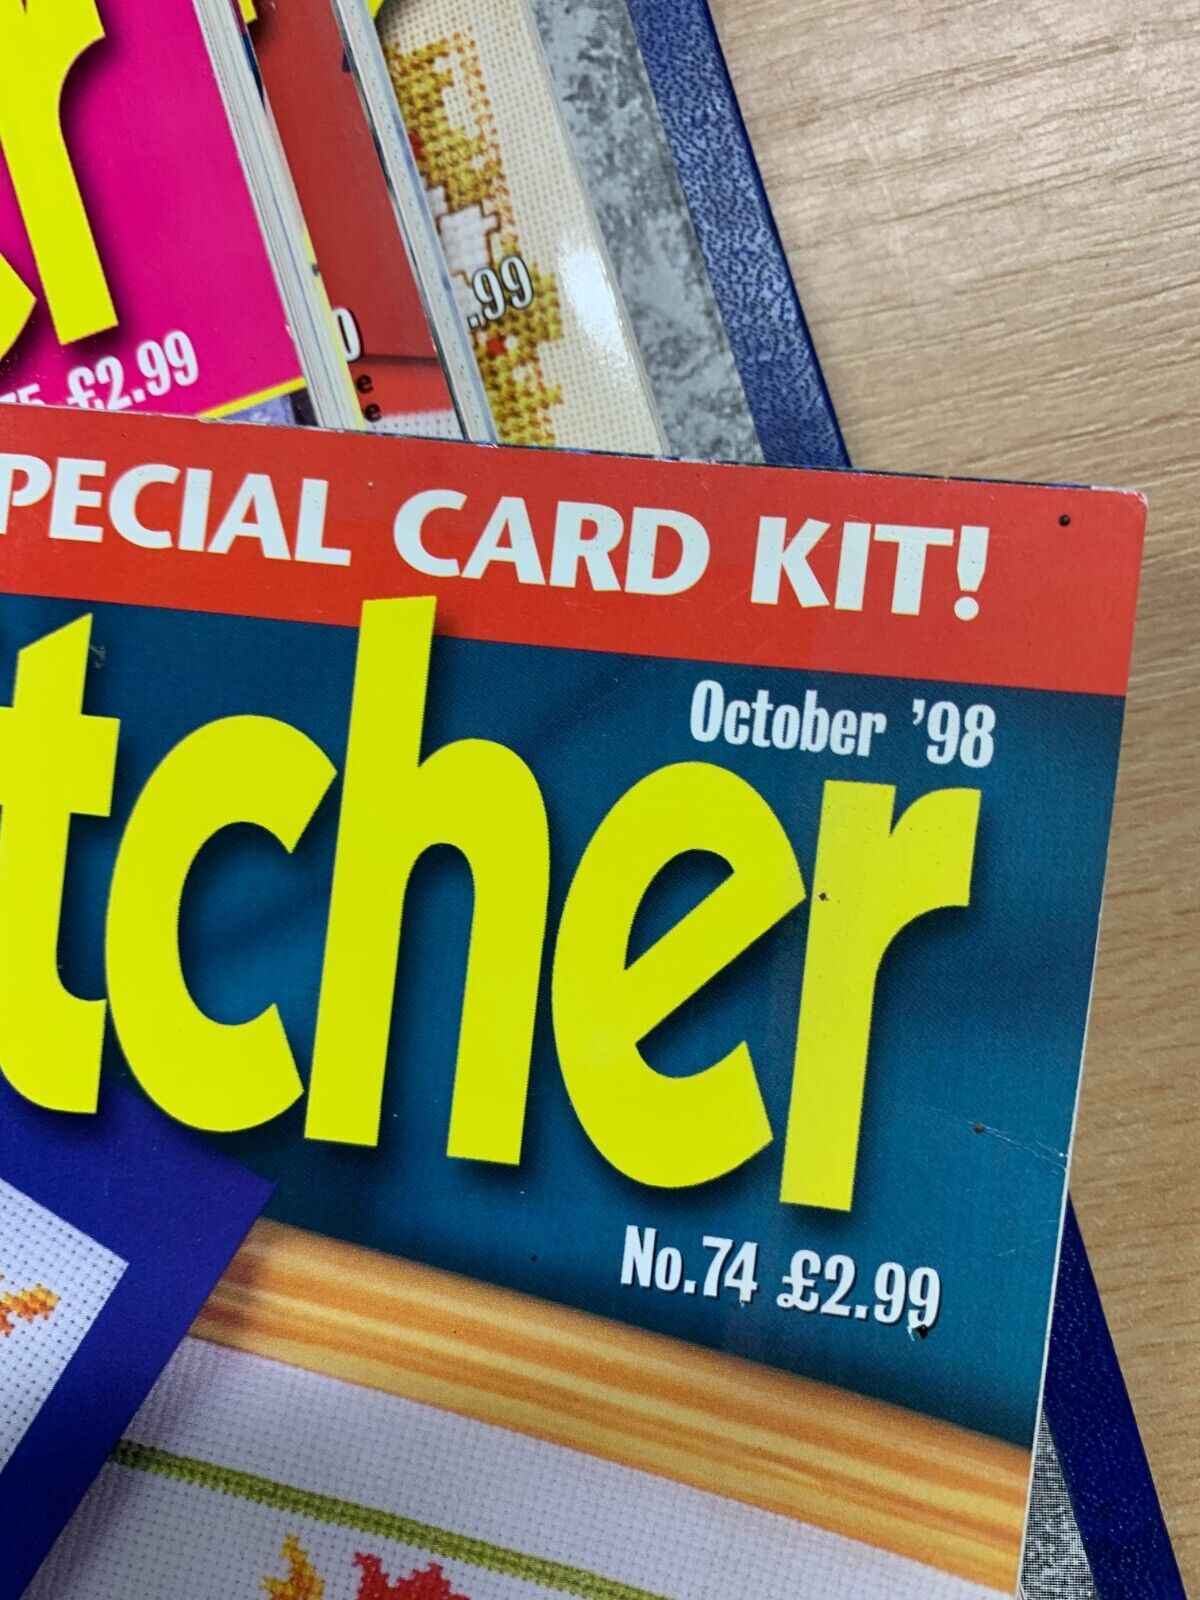 £2.99
.99
PECIAL CARD KIT!
October '98
tcher
No.74 £2.99